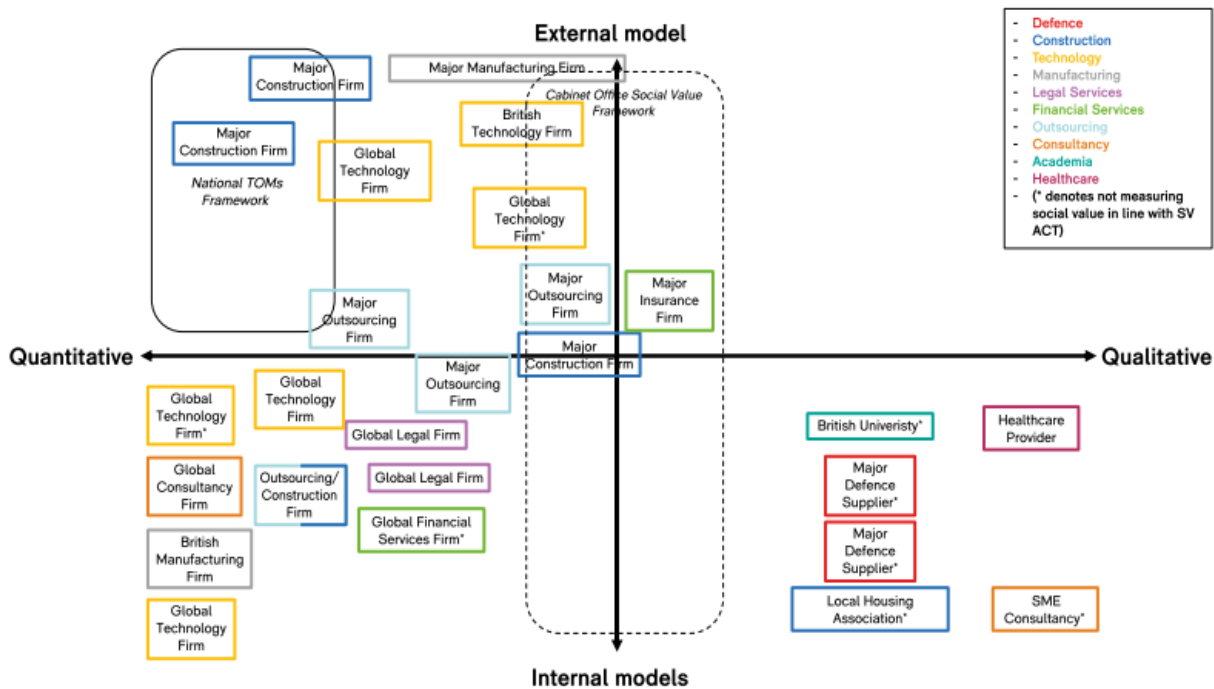 External model
- Defence
- Construction
- Technology
- Manufacturing
- Legal Services
- Financial Services
- Outsourcing
- Consultancy
- Academia
- Healthcare
- (* denotes not measuring
social value in line with SV
ACT)
Major
Construction Firm
Major Manufacturing Firm
Cabinet Office Social Value
Framework
British
Technology Firm
Major
Construction Firm
Global
Technology
Firm
National TOMs
Framework
Global
Technology
Firm*
Major
Outsourcing
Firm
Major
Insurance
Firm
Major
Outsourcing
Firm
Quantitative
Major
Construction Firm
Qualitative
Major
Outsourcing
Firm
Global
Technology
Firm*
Global
Technology
Firm
Global Legal Firm
British Univeristy*
Healthcare
Provider
Global
Consultancy
Firm
Outsourcing/
Construction
Firm
Global Legal Firm
Major
Defence
Supplier*
Global Financial
Services Firm*
British
Manufacturing
Firm
Major
Defence
Supplier*
Global
Technology
Firm
Local Housing
Association*
SME
Consultancy*
Internal models